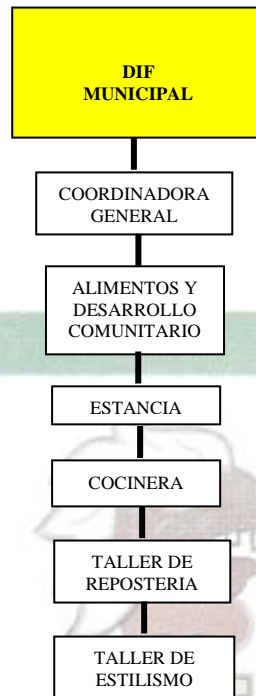 DIF
MUNICIPAL
COORDINADORA
GENERAL
ALIMENTOS Y
DESARROLLO
COMUNITARIO
ESTANCIA
COCINERA
TALLER DE
REPOSTERIA
TALLER DE
ESTILISMO